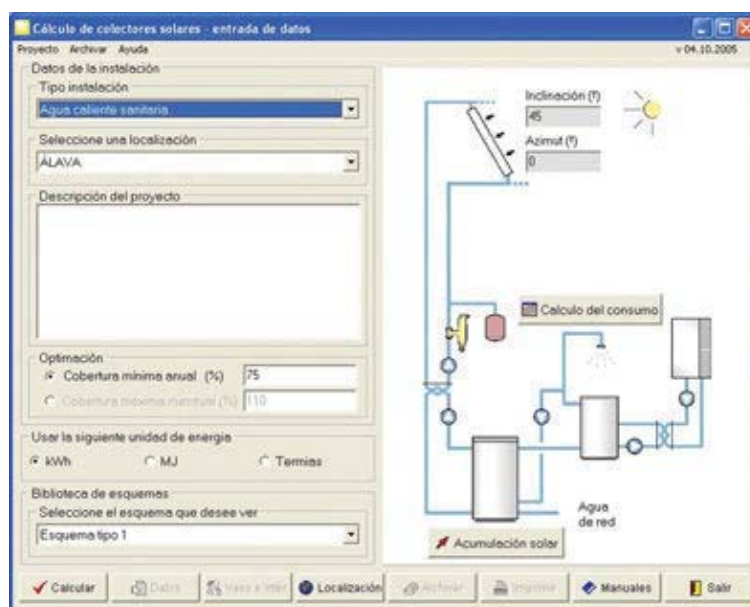 Cálculo de colectores solares - entrada de datos
Proyecto Archivar Ayuda
v 04.10.2005
Datos de la instalación
Tipo instalación
Agua caliente sanitaria
Seleccione una localización
ÁLAVA
Descripción del proyecto
Optimación
Cobertura mínima anual (%) 75
Cobertura máxima mensual (%) 110
Usar la siguiente unidad de energía
kWh MJ Termias
Biblioteca de esquemas
Seleccione el esquema que desee ver
Esquema tipo 1
Inclinación (º)
45
Azimut (º)
0
Calculo del consumo
Agua
de red
Acumulación solar
Calcular Datos Localización Archivar Imprimir Manuales Salir